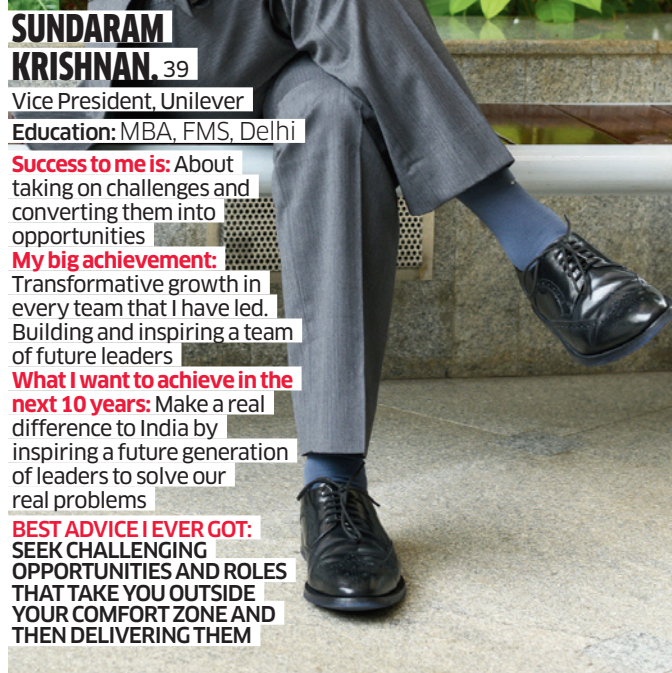 SUNDARAM
KRISHNAN, 39
Vice President, Unilever
Education: MBA, FMS, Delhi
Success to me is: About
taking on challenges and
converting them into
opportunities
My big achievement:
Transformative growth in
every team that I have led.
Building and inspiring a team
of future leaders
What I want to achieve in the
next 10 years: Make a real
difference to India by
inspiring a future generation
of leaders to solve our
real problems
BEST ADVICE I EVER GOT:
SEEK CHALLENGING
OPPORTUNITIES AND ROLES
THAT TAKE YOU OUTSIDE
YOUR COMFORT ZONE AND
THEN DELIVERING THEM